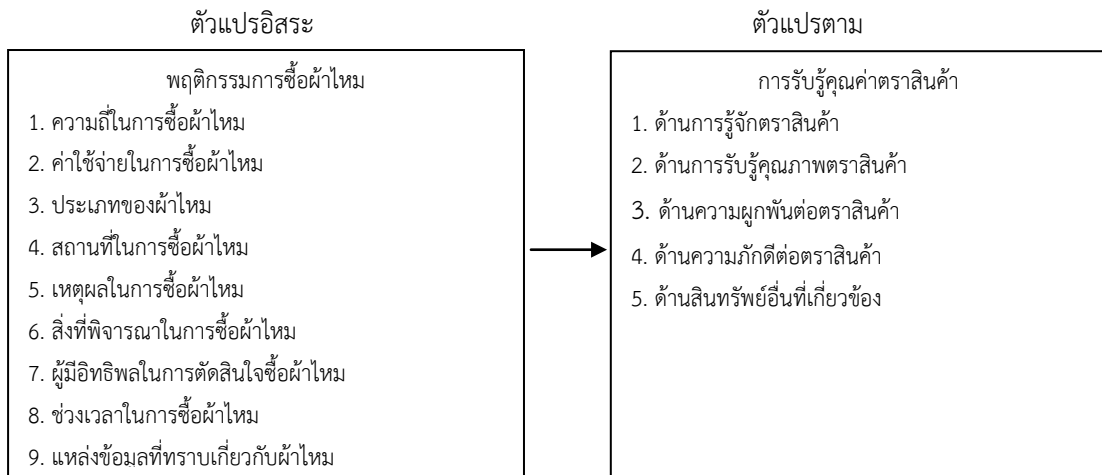 ตัวแปรอิสระ
พฤติกรรมการซื้อผ้าไหม
1. ความถี่ในการซื้อผ้าไหม
2. ค่าใช้จ่ายในการซื้อผ้าไหม
3. ประเภทของผ้าไหม
4. สถานที่ในการซื้อผ้าไหม
5. เหตุผลในการซื้อผ้าไหม
6. สิ่งที่พิจารณาในการซื้อผ้าไหม
7. ผู้มีอิทธิพลในการตัดสินใจซื้อผ้าไหม
8. ช่วงเวลาในการซื้อผ้าไหม
9. แหล่งข้อมูลที่ทราบเกี่ยวกับผ้าไหม
ตัวแปรตาม
การรับรู้คุณค่าตราสินค้า
1. ด้านการรู้จักตราสินค้า
2. ด้านการรับรู้คุณภาพตราสินค้า
3. ด้านความผูกพันต่อตราสินค้า
4. ด้านความภักดีต่อตราสินค้า
5. ด้านสินทรัพย์อื่นที่เกี่ยวข้อง